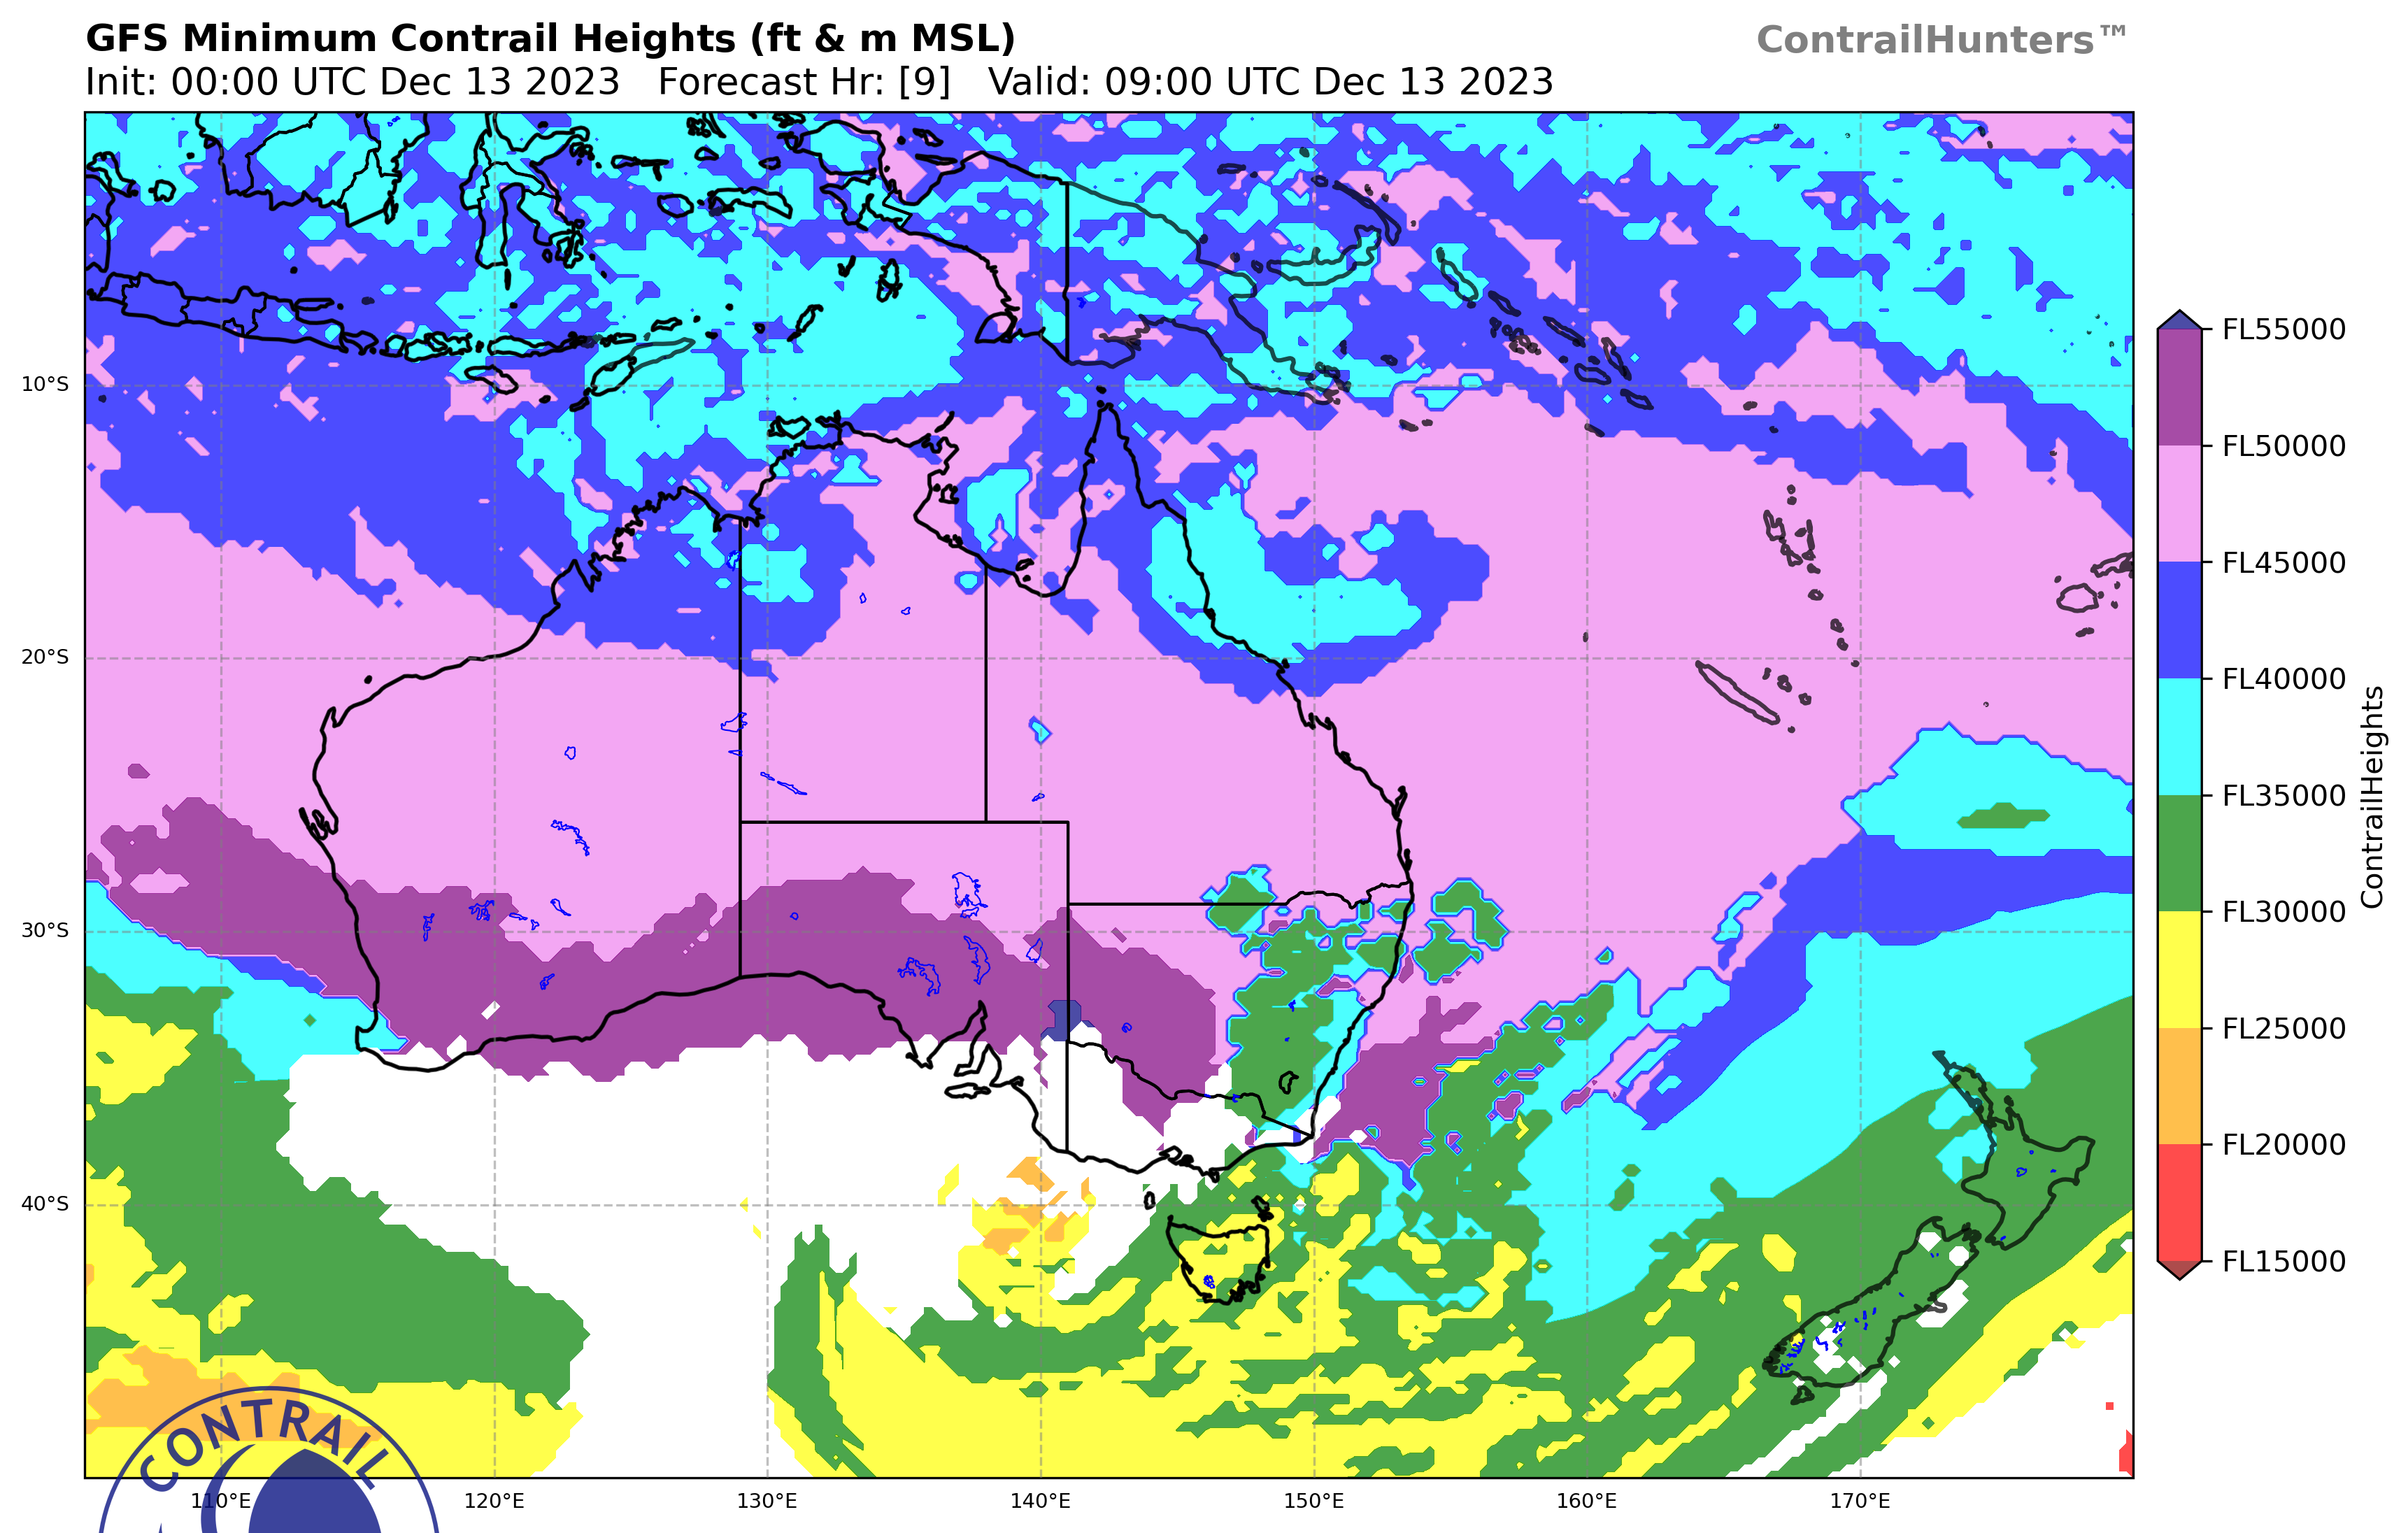 GFS Minimum Contrail Heights (ft & m MSL)
ContrailHunters™
Init: 00:00 UTC Dec 13 2023   Forecast Hr: [9]   Valid: 09:00 UTC Dec 13 2023
10°S
20°S
30°S
40°S
110°E
120°E
130°E
140°E
150°E
160°E
170°E
FL55000
FL50000
FL45000
FL40000
FL35000
FL30000
FL25000
FL20000
FL15000
ContrailHeights
CONTRAIL